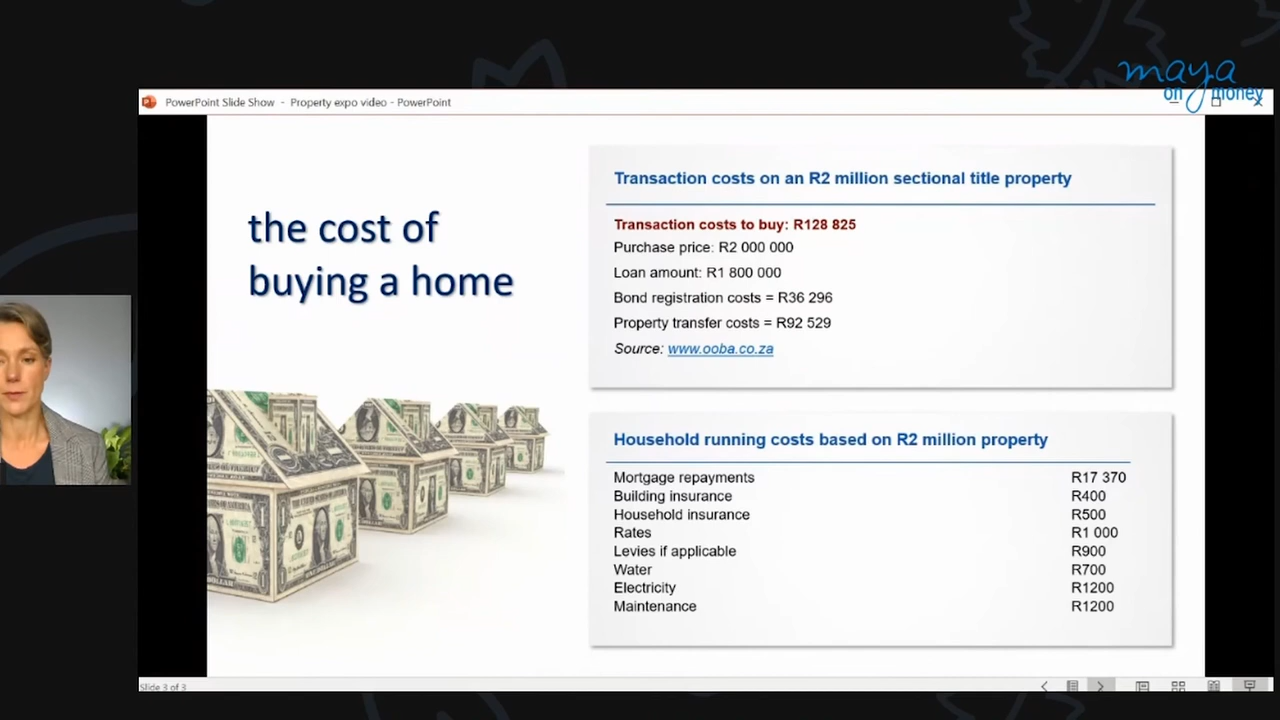 maya
on money
PowerPoint Slide Show - Property expo video - PowerPoint
the cost of
buying a home
Transaction costs on an R2 million sectional title property
Transaction costs to buy: R128 825
Purchase price: R2 000 000
Loan amount: R1 800 000
Bond registration costs = R36 296
Property transfer costs = R92 529
Source: www.ooba.co.za
Household running costs based on R2 million property
Mortgage repayments R17 370
Building insurance R400
Household insurance R500
Rates R1 000
Levies if applicable R900
Water R700
Electricity R1200
Maintenance R1200
Slide 3 of 3